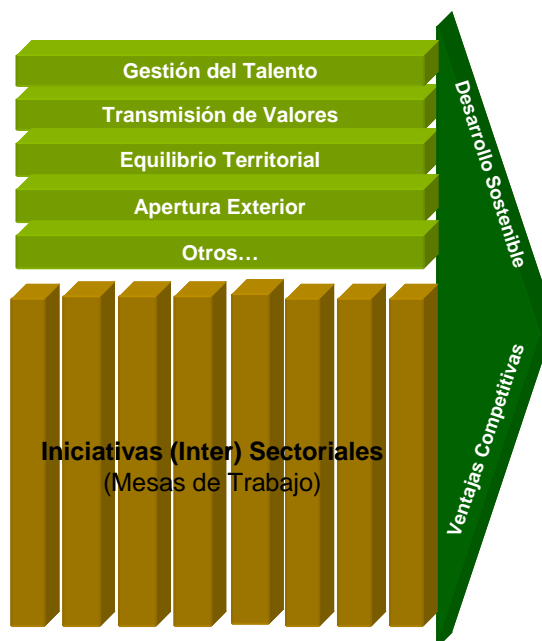 Gestión del Talento
Transmisión de Valores
Equilibrio Territorial
Apertura Exterior
Otros…
Desarrollo Sostenible
Iniciativas (Inter) Sectoriales
(Mesas de Trabajo)
Ventajas Competitivas